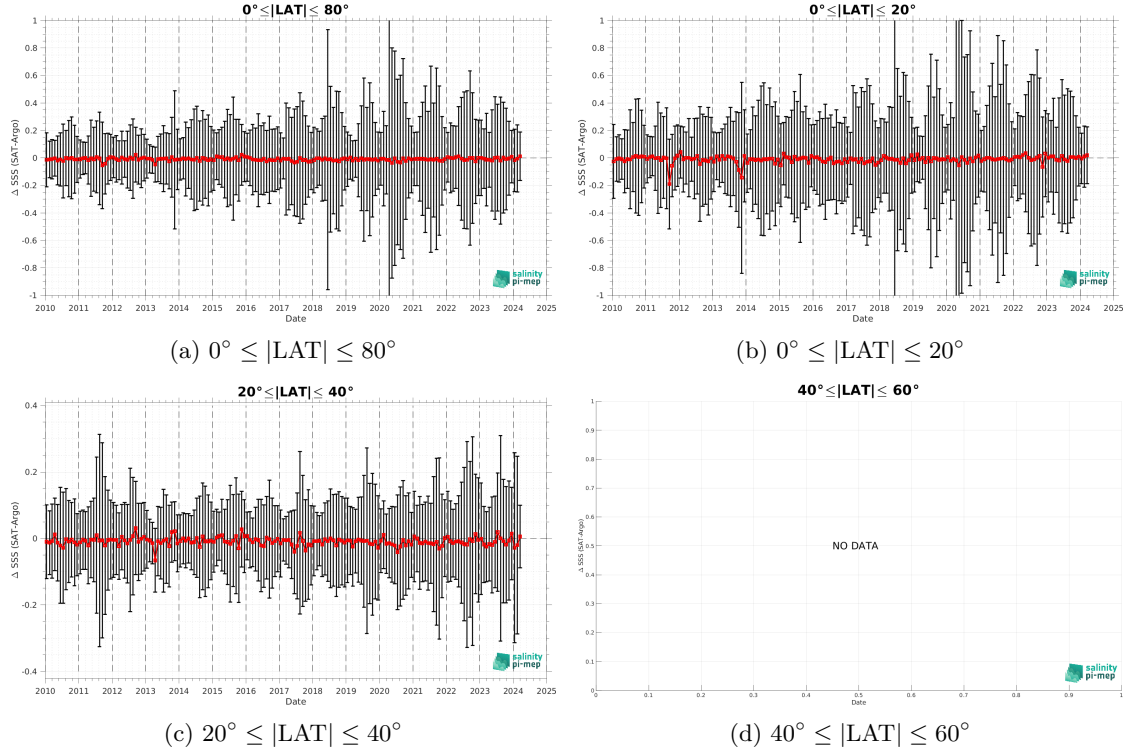 0°≤|LAT|≤ 80°
1
0.8
0.6
0.4
0.2
0
-0.2
-0.4
-0.6
-0.8
-1
Δ SSS (SAT-Argo)
2010 2011 2012 2013 2014 2015 2016 2017 2018 2019 2020 2021 2022 2023 2024 2025
Date
salinity
pi-mep
(a) 0° ≤ |LAT| ≤ 80°
0°≤|LAT|≤ 20°
1
0.8
0.6
0.4
0.2
0
-0.2
-0.4
-0.6
-0.8
-1
Δ SSS (SAT-Argo)
2010 2011 2012 2013 2014 2015 2016 2017 2018 2019 2020 2021 2022 2023 2024 2025
Date
salinity
pi-mep
(b) 0° ≤ |LAT| ≤ 20°
20°≤|LAT|≤ 40°
0.4
0.2
0
-0.2
-0.4
Δ SSS (SAT-Argo)
2010 2011 2012 2013 2014 2015 2016 2017 2018 2019 2020 2021 2022 2023 2024 2025
Date
salinity
pi-mep
(c) 20° ≤ |LAT| ≤ 40°
40°≤|LAT|≤ 60°
1
0.9
0.8
0.7
0.6
0.5
0.4
0.3
0.2
0.1
0
Δ SSS (SAT-Argo)
NO DATA
0 0.1 0.2 0.3 0.4 0.5 0.6 0.7 0.8 0.9 1
Date
salinity
pi-mep
(d) 40° ≤ |LAT| ≤ 60°